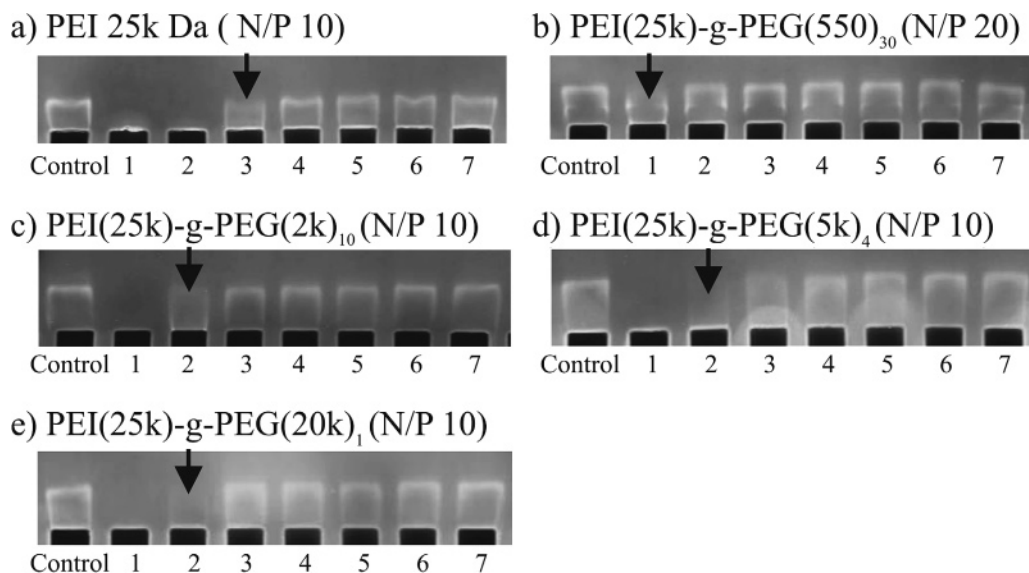 a) PEI 25k Da ( N/P 10)
Control 1 2 3 4 5 6 7
b) PEI(25k)-g-PEG(550)₃₀ (N/P 20)
Control 1 2 3 4 5 6 7
c) PEI(25k)-g-PEG(2k)₁₀ (N/P 10)
Control 1 2 3 4 5 6 7
d) PEI(25k)-g-PEG(5k)₄ (N/P 10)
Control 1 2 3 4 5 6 7
e) PEI(25k)-g-PEG(20k)₁ (N/P 10)
Control 1 2 3 4 5 6 7